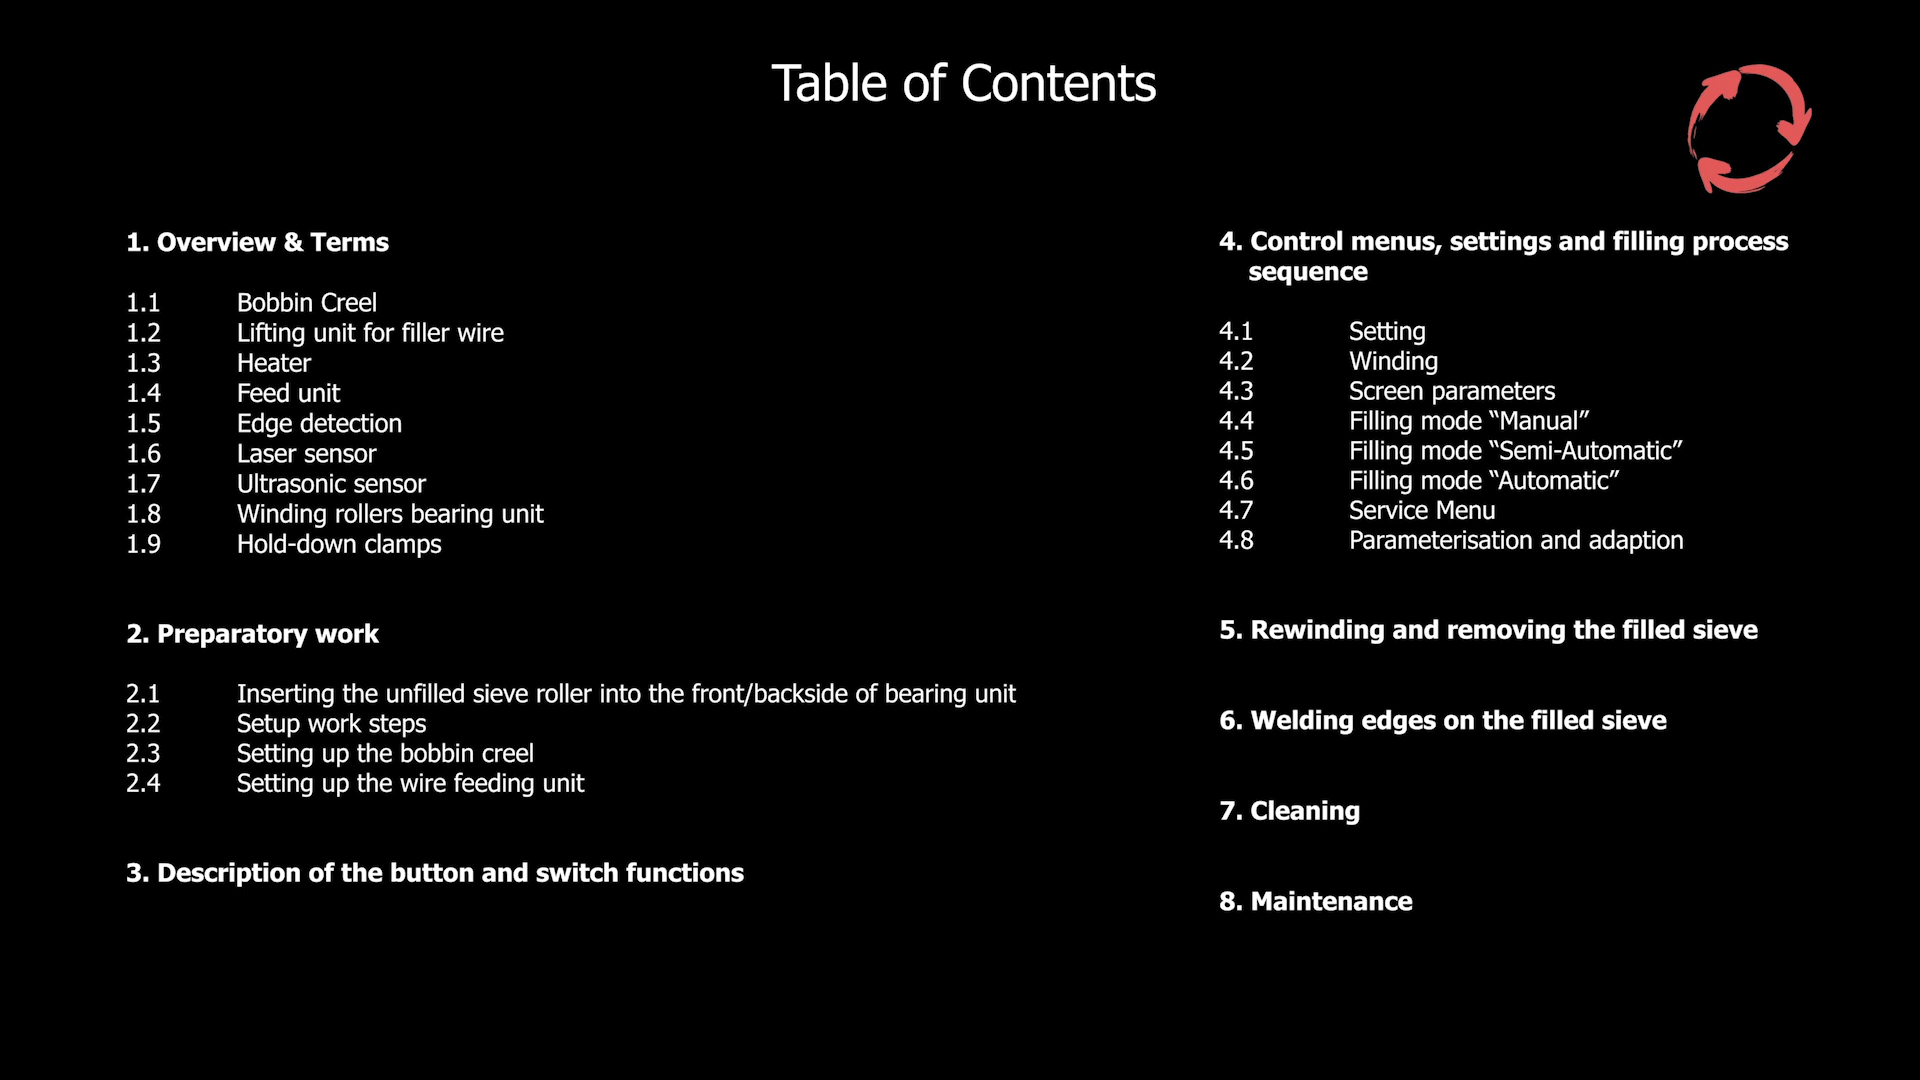 Table of Contents
1. Overview & Terms
1.1 Bobbin Creel
1.2 Lifting unit for filler wire
1.3 Heater
1.4 Feed unit
1.5 Edge detection
1.6 Laser sensor
1.7 Ultrasonic sensor
1.8 Winding rollers bearing unit
1.9 Hold-down clamps
2. Preparatory work
2.1 Inserting the unfilled sieve roller into the front/backside of bearing unit
2.2 Setup work steps
2.3 Setting up the bobbin creel
2.4 Setting up the wire feeding unit
3. Description of the button and switch functions
4. Control menus, settings and filling process
sequence
4.1 Setting
4.2 Winding
4.3 Screen parameters
4.4 Filling mode “Manual”
4.5 Filling mode “Semi-Automatic”
4.6 Filling mode “Automatic”
4.7 Service Menu
4.8 Parameterisation and adaption
5. Rewinding and removing the filled sieve
6. Welding edges on the filled sieve
7. Cleaning
8. Maintenance